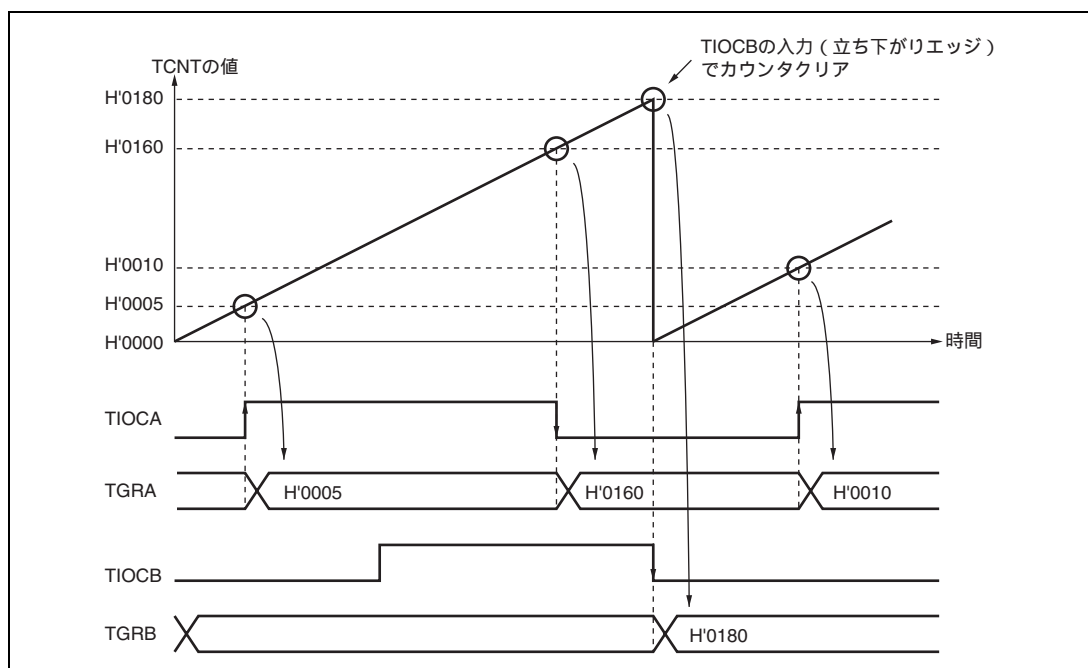 TIOCBの入力(立ち下がりエッジ)
でカウンタクリア
TCNTの値
H'0180
H'0160
H'0010
H'0005
H'0000
時間
TIOCA
TGRA
H'0005
H'0160
H'0010
TIOCB
TGRB
H'0180